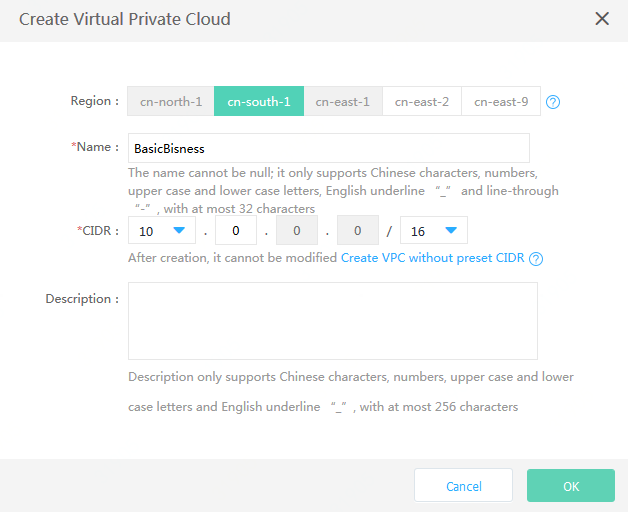 Create Virtual Private Cloud
Region : cn-north-1 cn-south-1 cn-east-1 cn-east-2 cn-east-9
*Name : BasicBisness
The name cannot be null; it only supports Chinese characters, numbers,
upper case and lower case letters, English underline “_” and line-through
“-”, with at most 32 characters
*CIDR : 10 . 0 . 0 . 0 / 16
After creation, it cannot be modified Create VPC without preset CIDR
Description :
Description only supports Chinese characters, numbers, upper case and lower
case letters and English underline “_”, with at most 256 characters
Cancel OK